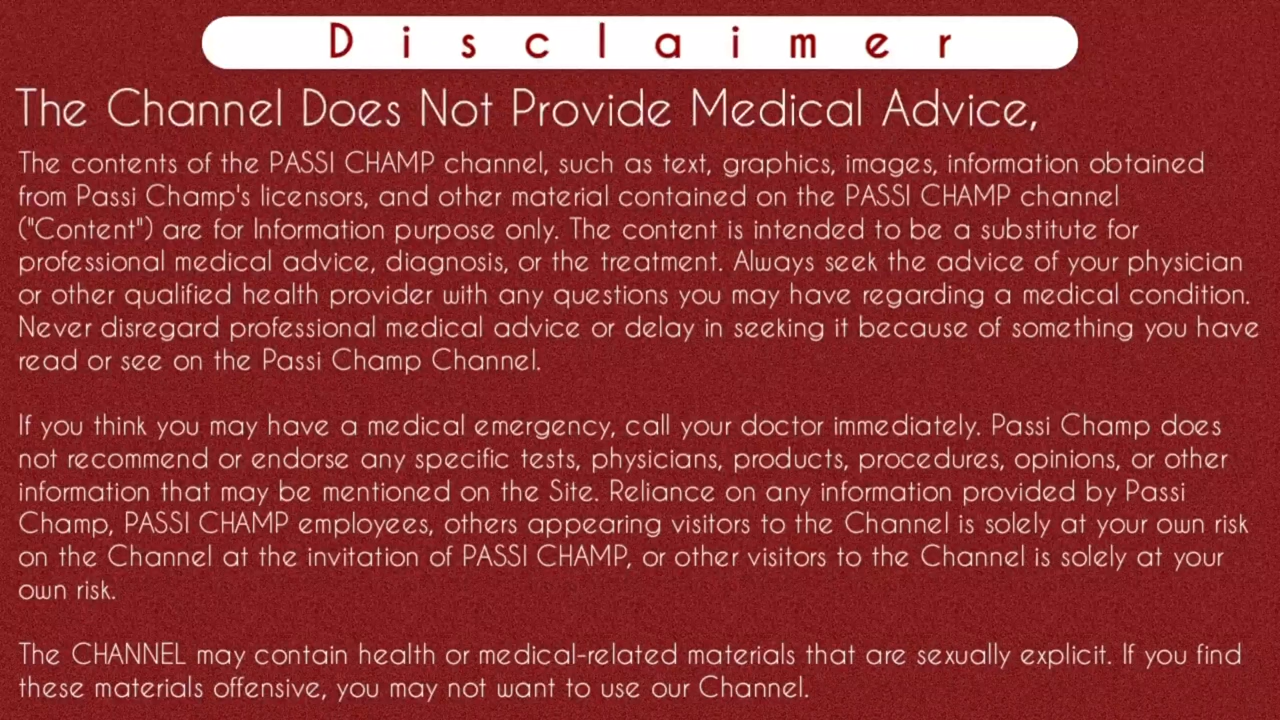 Disclaimer
The Channel Does Not Provide Medical Advice,
The contents of the PASSI CHAMP channel, such as text, graphics, images, information obtained
from Passi Champ's licensors, and other material contained on the PASSI CHAMP channel
("Content") are for Information purpose only. The content is intended to be a substitute for
professional medical advice, diagnosis, or the treatment. Always seek the advice of your physician
or other qualified health provider with any questions you may have regarding a medical condition.
Never disregard professional medical advice or delay in seeking it because of something you have
read or see on the Passi Champ Channel.
If you think you may have a medical emergency, call your doctor immediately. Passi Champ does
not recommend or endorse any specific tests, physicians, products, procedures, opinions, or other
information that may be mentioned on the Site. Reliance on any information provided by Passi
Champ, PASSI CHAMP employees, others appearing visitors to the Channel is solely at your own risk
on the Channel at the invitation of PASSI CHAMP, or other visitors to the Channel is solely at your
own risk.
The CHANNEL may contain health or medical-related materials that are sexually explicit. If you find
these materials offensive, you may not want to use our Channel.